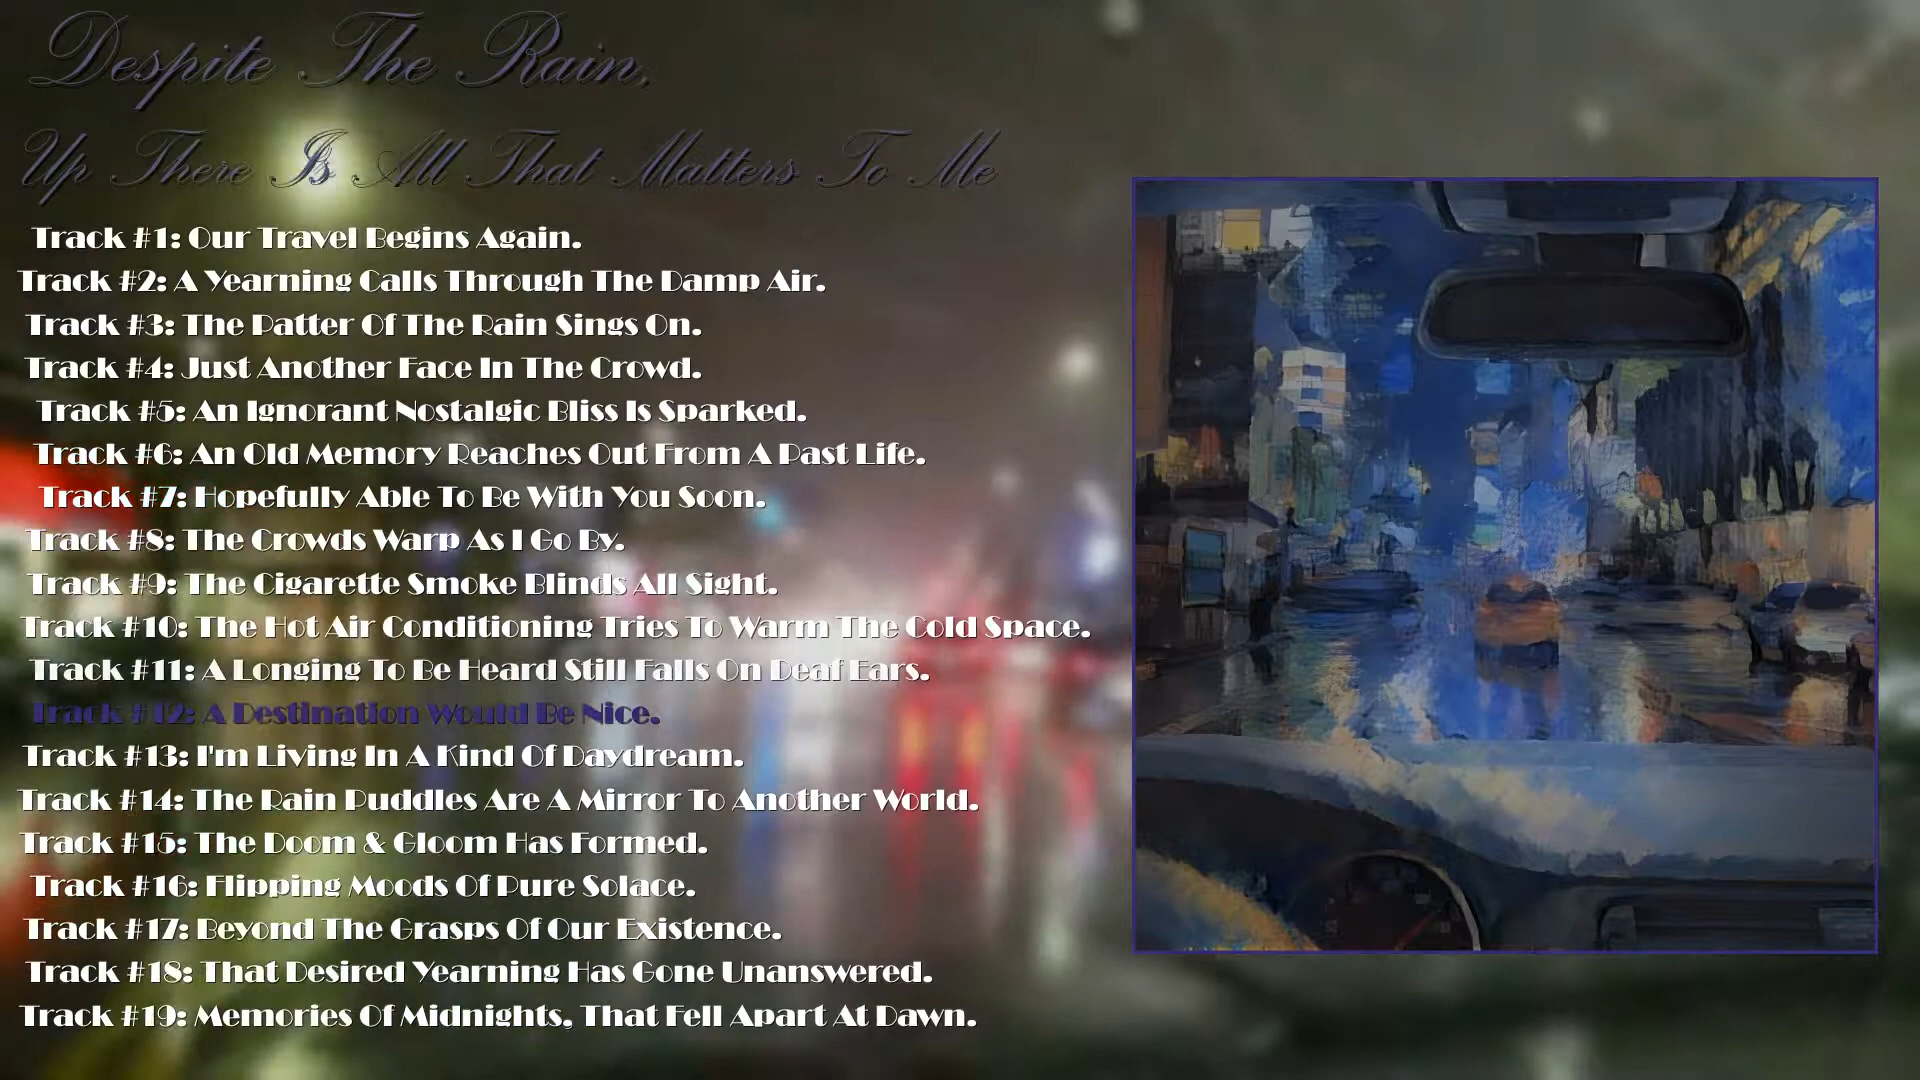 Despite The Rain,
Up There Is All That Matters To Me
Track #1: Our Travel Begins Again.
Track #2: A Yearning Calls Through The Damp Air.
Track #3: The Patter Of The Rain Sings On.
Track #4: Just Another Face In The Crowd.
Track #5: An Ignorant Nostalgic Bliss Is Sparked.
Track #6: An Old Memory Reaches Out From A Past Life.
Track #7: Hopefully Able To Be With You Soon.
Track #8: The Crowds Warp As I Go By.
Track #9: The Cigarette Smoke Blinds All Sight.
Track #10: The Hot Air Conditioning Tries To Warm The Cold Space.
Track #11: A Longing To Be Heard Still Falls On Deaf Ears.
Track #12: A Destination Would Be Nice.
Track #13: I'm Living In A Kind Of Daydream.
Track #14: The Rain Puddles Are A Mirror To Another World.
Track #15: The Doom & Gloom Has Formed.
Track #16: Flipping Moods Of Pure Solace.
Track #17: Beyond The Grasps Of Our Existence.
Track #18: That Desired Yearning Has Gone Unanswered.
Track #19: Memories Of Midnights, That Fell Apart At Dawn.